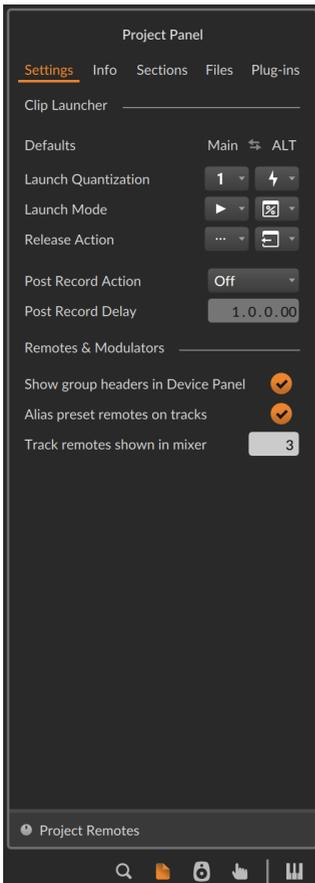 Project Panel
Settings Info Sections Files Plug-ins
Clip Launcher
Defaults Main ALT
Launch Quantization 1
Launch Mode
Release Action ...
Post Record Action Off
Post Record Delay 1.0.0.00
Remotes & Modulators
Show group headers in Device Panel
Alias preset remotes on tracks
Track remotes shown in mixer 3
Project Remotes